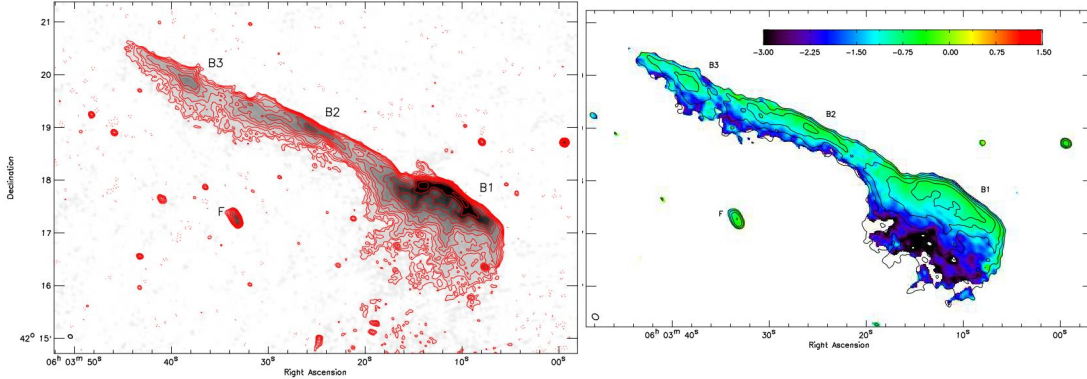 21
20
19
18
17
16
42° 15'
Declination
B3
B2
B1
F
06ʰ 03ᵐ 50ˢ
40ˢ
30ˢ
20ˢ
10ˢ
00ˢ
Right Ascension
-3.00
-2.25
-1.50
-0.75
0.00
0.75
1.50
B3
B2
B1
F
06ʰ 03ᵐ 40ˢ
30ˢ
20ˢ
10ˢ
00ˢ
Right Ascension